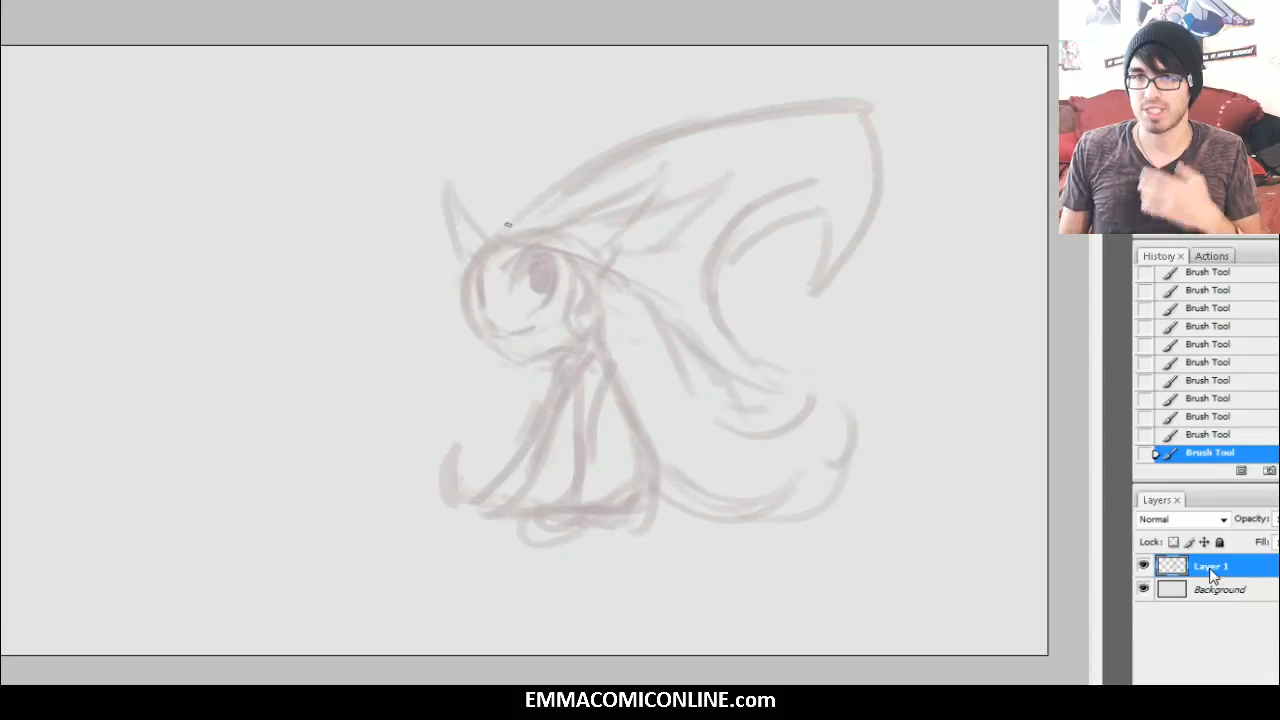 History
Actions
Brush Tool
Brush Tool
Brush Tool
Brush Tool
Brush Tool
Brush Tool
Brush Tool
Brush Tool
Brush Tool
Brush Tool
Brush Tool
Layers
Normal
Opacity:
Lock:
Fill:
Layer 1
Background
EMMACOMICONLINE.com